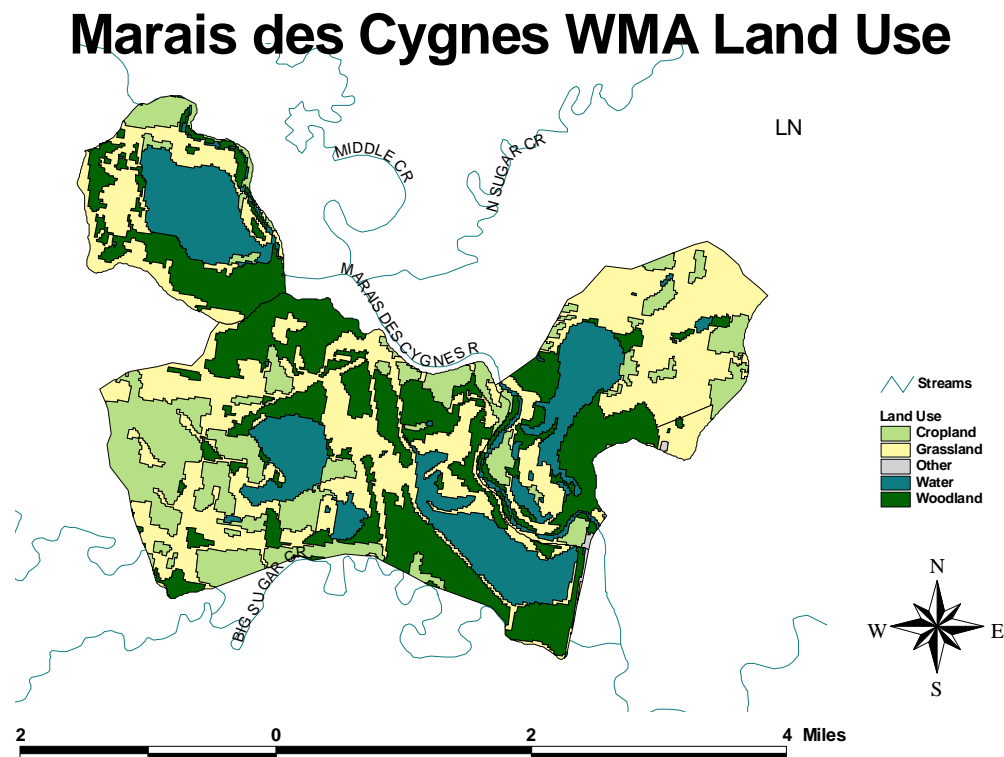 Marais des Cygnes WMA Land Use
LN
MIDDLE CR
N SUGAR CR
MARAIS DES CYGNES R
Streams
Land Use
Cropland
Grassland
Other
Water
Woodland
BIG SUGAR CR
N
W E
S
2 0 2 4 Miles